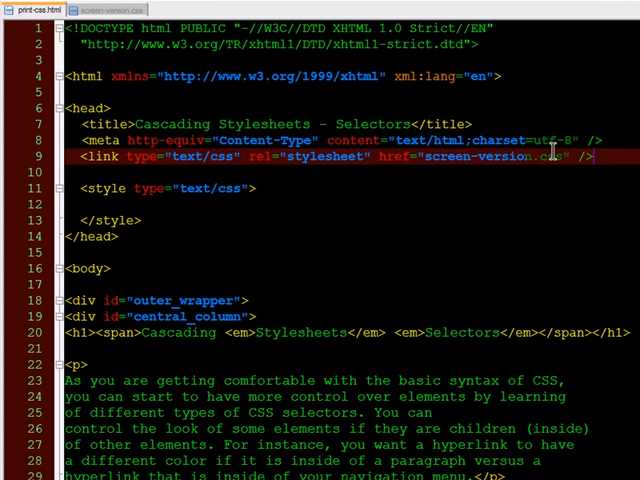 print-css.html screen-version.css
1 <!DOCTYPE html PUBLIC "-//W3C//DTD XHTML 1.0 Strict//EN"
2 "http://www.w3.org/TR/xhtml1/DTD/xhtml1-strict.dtd">
3
4 <html xmlns="http://www.w3.org/1999/xhtml" xml:lang="en">
5
6 <head>
7 <title>Cascading Stylesheets - Selectors</title>
8 <meta http-equiv="Content-Type" content="text/html;charset=utf-8" />
9 <link type="text/css" rel="stylesheet" href="screen-version.css" />
10
11 <style type="text/css">
12
13 </style>
14 </head>
15
16 <body>
17
18 <div id="outer_wrapper">
19 <div id="central_column">
20 <h1><span>Cascading <em>Stylesheets</em> <em>Selectors</em></span></h1>
21
22 <p>
23 As you are getting comfortable with the basic syntax of CSS,
24 you can start to have more control over elements by learning
25 of different types of CSS selectors. You can
26 control the look of some elements if they are children (inside)
27 of other elements. For instance, you want a hyperlink to have
28 a different color if it is inside of a paragraph versus a
29 hyperlink that is inside of your navigation menu.</p>